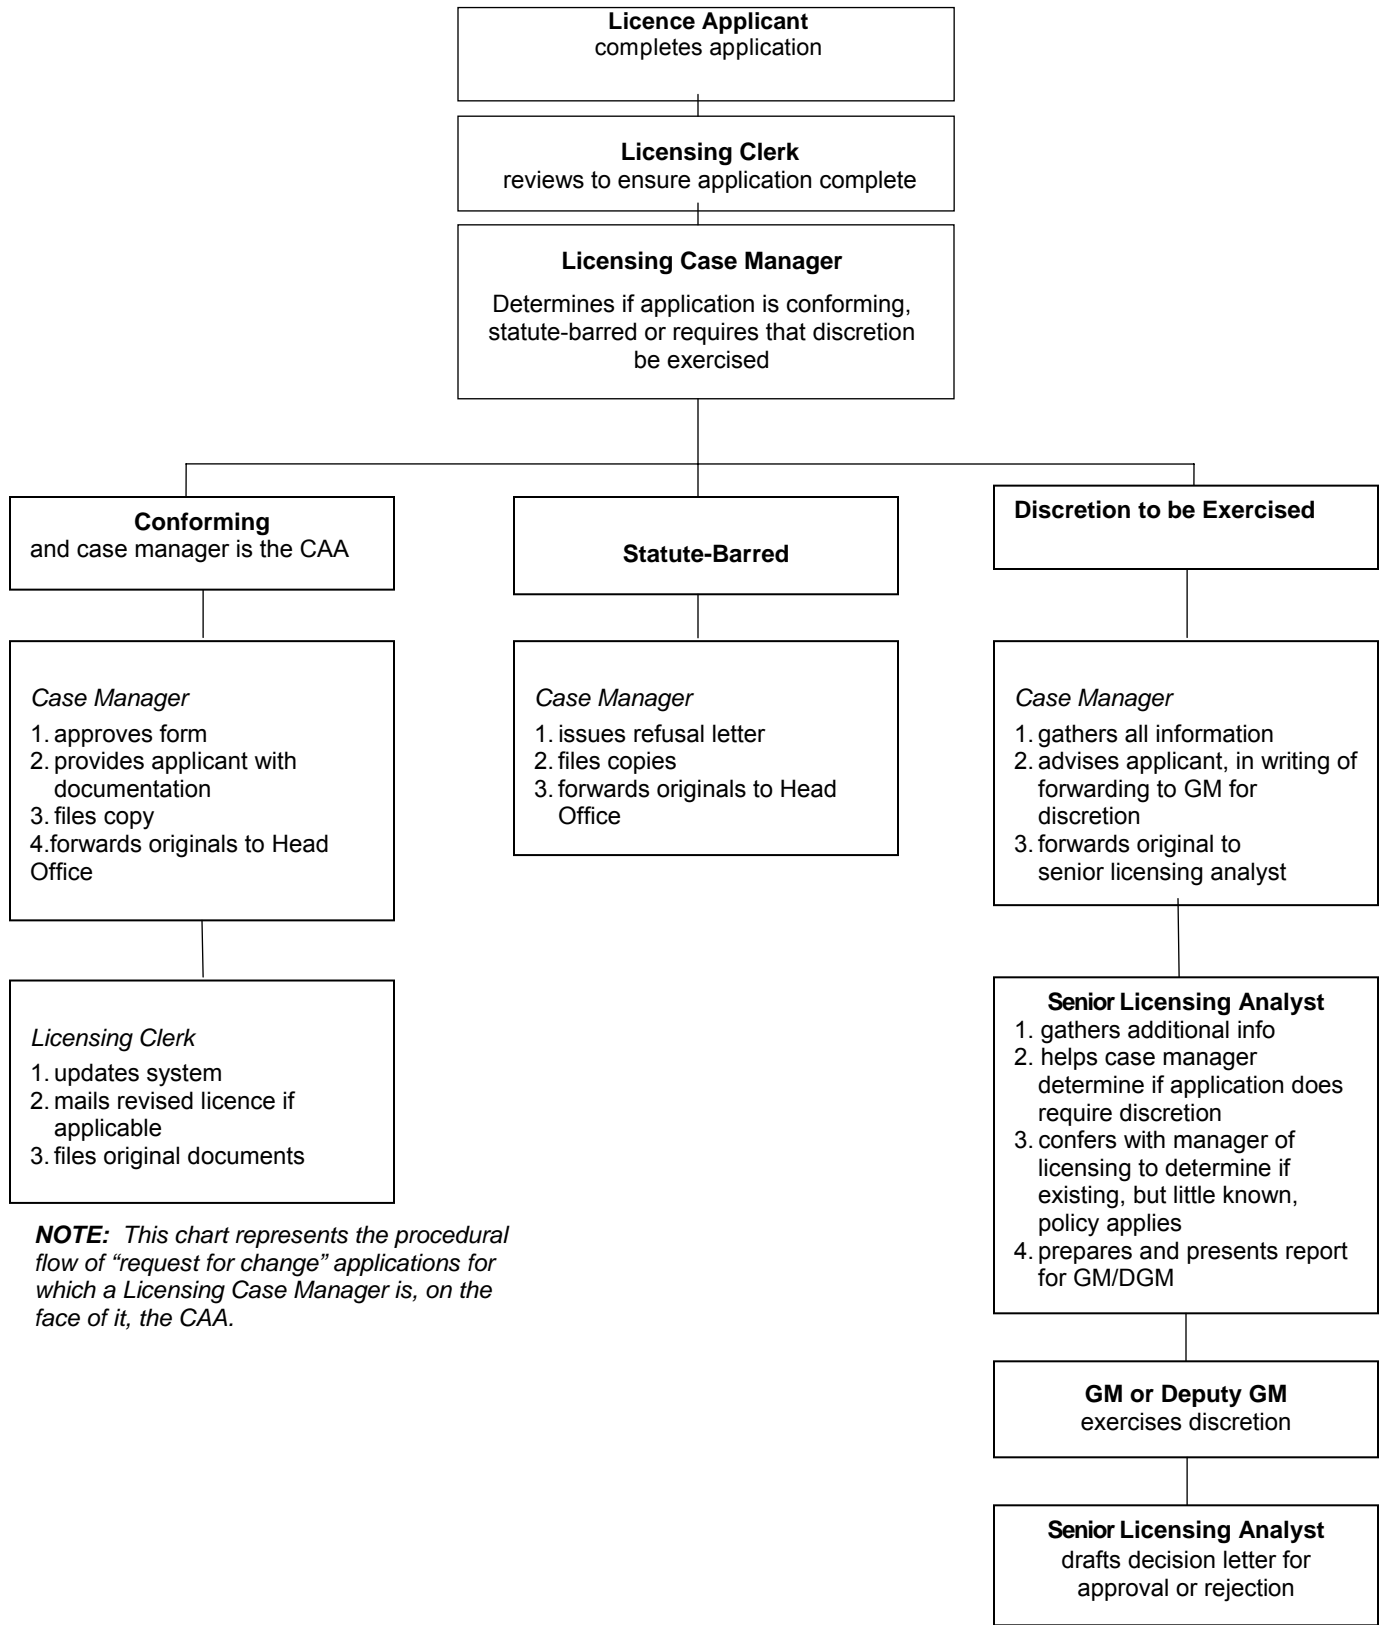 Licence Applicant
completes application
Licensing Clerk
reviews to ensure application complete
Licensing Case Manager
Determines if application is conforming,
statute-barred or requires that discretion
be exercised
Conforming
and case manager is the CAA
Statute-Barred
Discretion to be Exercised
Case Manager
1. approves form
2. provides applicant with
documentation
3. files copy
4.forwards originals to Head
Office
Case Manager
1. issues refusal letter
2. files copies
3. forwards originals to Head
Office
Case Manager
1. gathers all information
2. advises applicant, in writing of
forwarding to GM for
discretion
3. forwards original to
senior licensing analyst
Licensing Clerk
1. updates system
2. mails revised licence if
applicable
3. files original documents
Senior Licensing Analyst
1. gathers additional info
2. helps case manager
determine if application does
require discretion
3. confers with manager of
licensing to determine if
existing, but little known,
policy applies
4. prepares and presents report
for GM/DGM
NOTE: This chart represents the procedural
flow of “request for change” applications for
which a Licensing Case Manager is, on the
face of it, the CAA.
GM or Deputy GM
exercises discretion
Senior Licensing Analyst
drafts decision letter for
approval or rejection